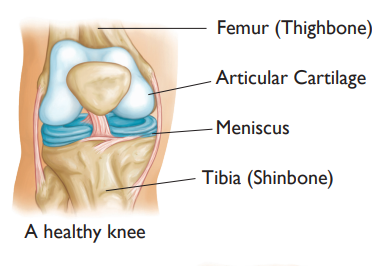 Femur (Thighbone)
Articular Cartilage
Meniscus
Tibia (Shinbone)
A healthy knee